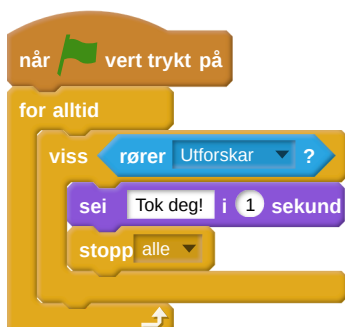 når vert trykt på
for alltid
viss rører Utforskar ?
sei Tok deg! i 1 sekund
stopp alle